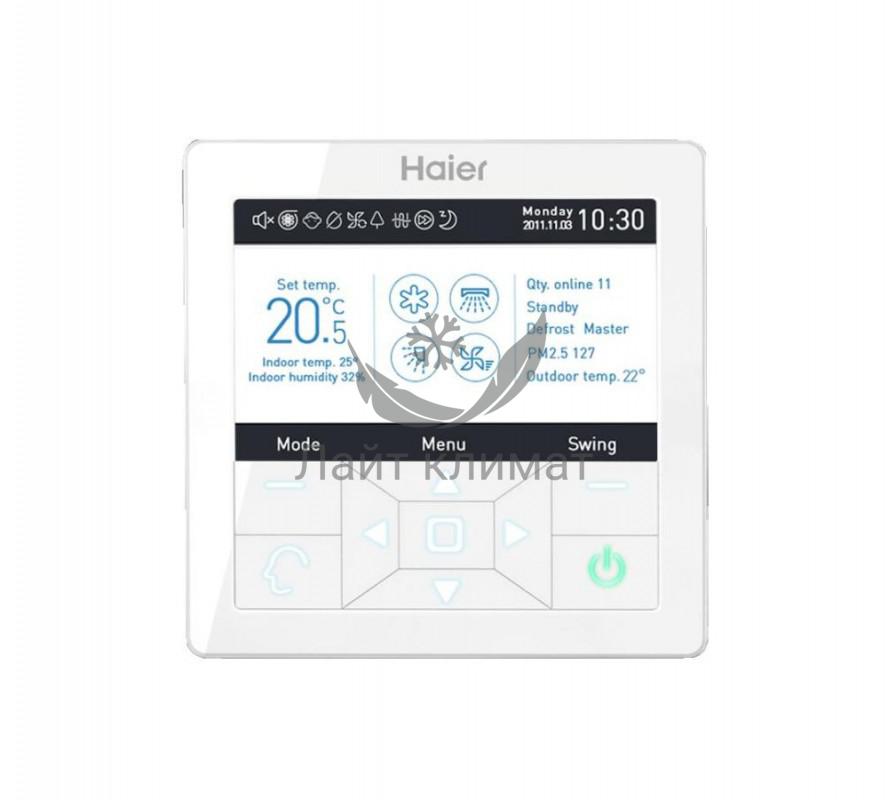 Haier
Monday
2011.11.03 10:30
Set temp.
20.5°C
Indoor temp. 25°
Indoor humidity 32%
Qty. online 11
Standby
Defrost Master
PM2.5 127
Outdoor temp. 22°
Mode Menu Swing
Лайт климат